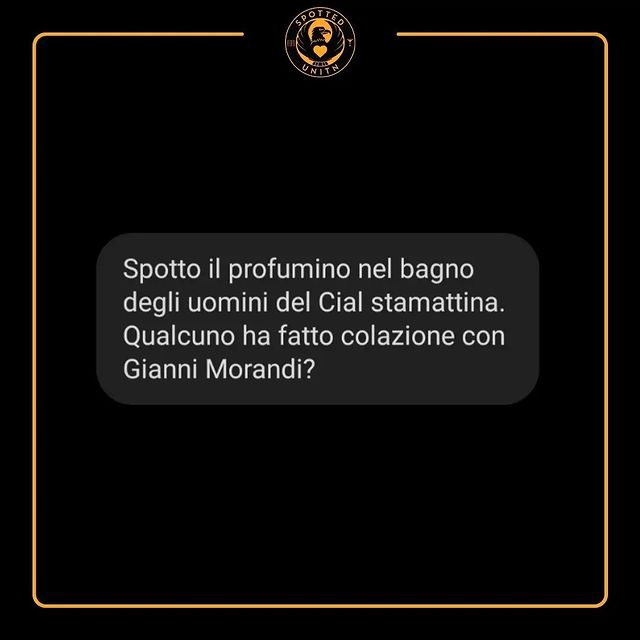 SPOTTED
UNITN
Spotto il profumino nel bagno
degli uomini del Cial stamattina.
Qualcuno ha fatto colazione con
Gianni Morandi?